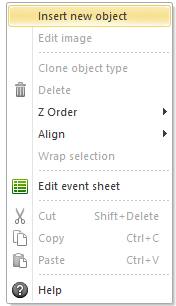 Insert new object
Edit image
Clone object type
Delete
Z Order
Align
Wrap selection
Edit event sheet
Cut Shift+Delete
Copy Ctrl+C
Paste Ctrl+V
Help